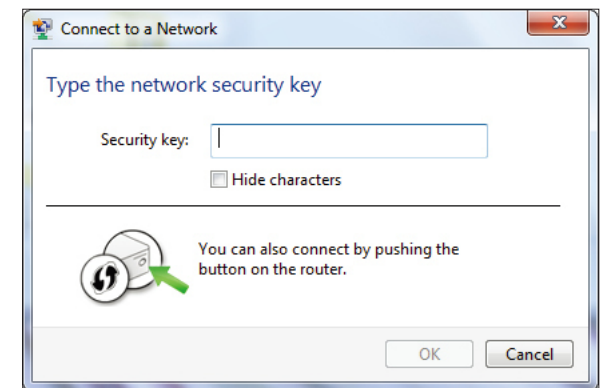 Connect to a Network
Type the network security key
Security key:
Hide characters
You can also connect by pushing the
button on the router.
OK Cancel